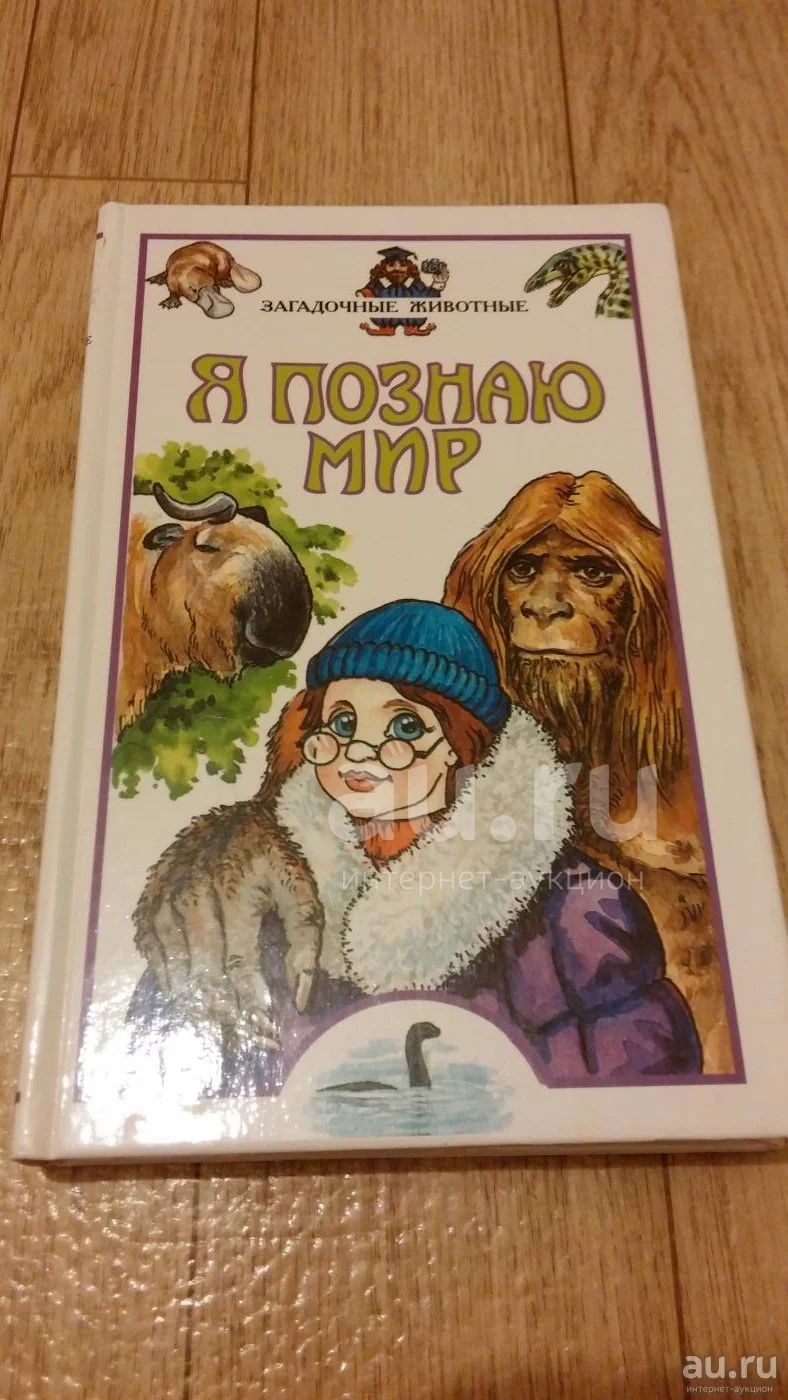 ЗАГАДОЧНЫЕ ЖИВОТНЫЕ
Я ПОЗНАЮ
МИР
au.ru
интернет-аукцион
au.ru
интернет-аукцион